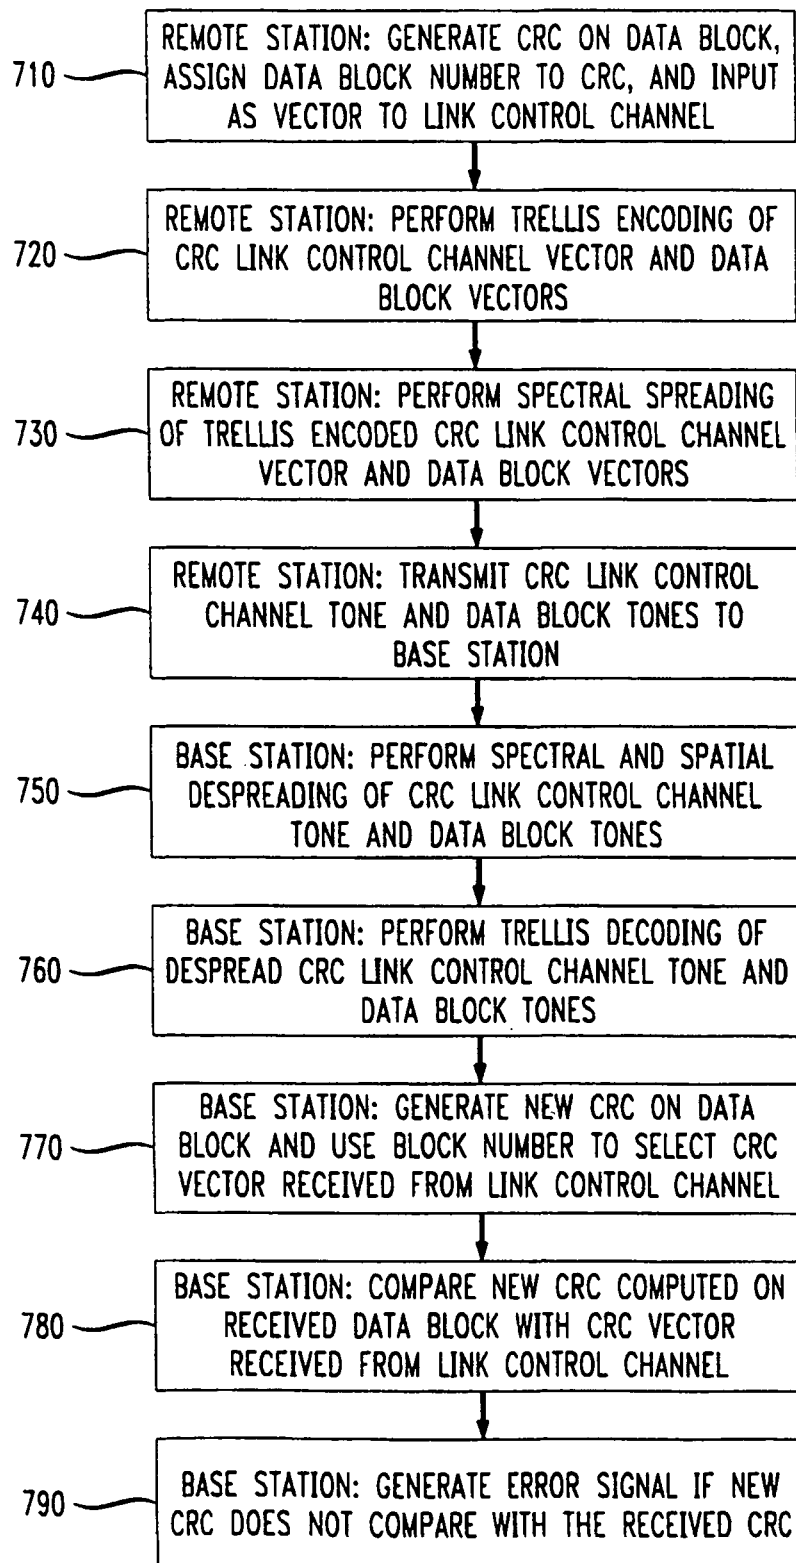 710
REMOTE STATION: GENERATE CRC ON DATA BLOCK,
ASSIGN DATA BLOCK NUMBER TO CRC, AND INPUT
AS VECTOR TO LINK CONTROL CHANNEL
720
REMOTE STATION: PERFORM TRELLIS ENCODING OF
CRC LINK CONTROL CHANNEL VECTOR AND DATA
BLOCK VECTORS
730
REMOTE STATION: PERFORM SPECTRAL SPREADING
OF TRELLIS ENCODED CRC LINK CONTROL CHANNEL
VECTOR AND DATA BLOCK VECTORS
740
REMOTE STATION: TRANSMIT CRC LINK CONTROL
CHANNEL TONE AND DATA BLOCK TONES TO
BASE STATION
750
BASE STATION: PERFORM SPECTRAL AND SPATIAL
DESPREADING OF CRC LINK CONTROL CHANNEL
TONE AND DATA BLOCK TONES
760
BASE STATION: PERFORM TRELLIS DECODING OF
DESPREAD CRC LINK CONTROL CHANNEL TONE AND
DATA BLOCK TONES
770
BASE STATION: GENERATE NEW CRC ON DATA
BLOCK AND USE BLOCK NUMBER TO SELECT CRC
VECTOR RECEIVED FROM LINK CONTROL CHANNEL
780
BASE STATION: COMPARE NEW CRC COMPUTED ON
RECEIVED DATA BLOCK WITH CRC VECTOR
RECEIVED FROM LINK CONTROL CHANNEL
790
BASE STATION: GENERATE ERROR SIGNAL IF NEW
CRC DOES NOT COMPARE WITH THE RECEIVED CRC